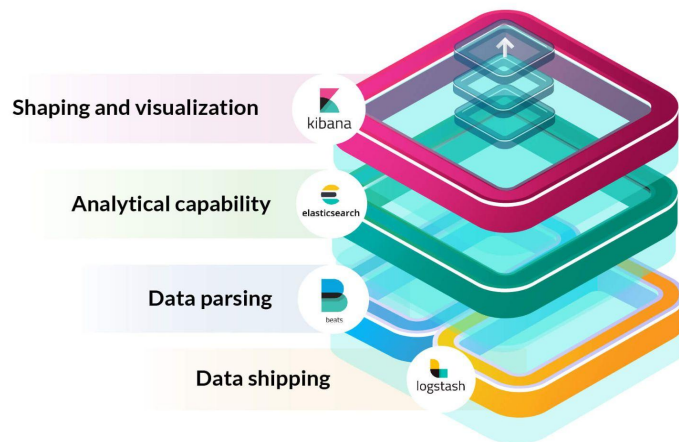 Shaping and visualization
kibana
Analytical capability
elasticsearch
Data parsing
beats
Data shipping
logstash